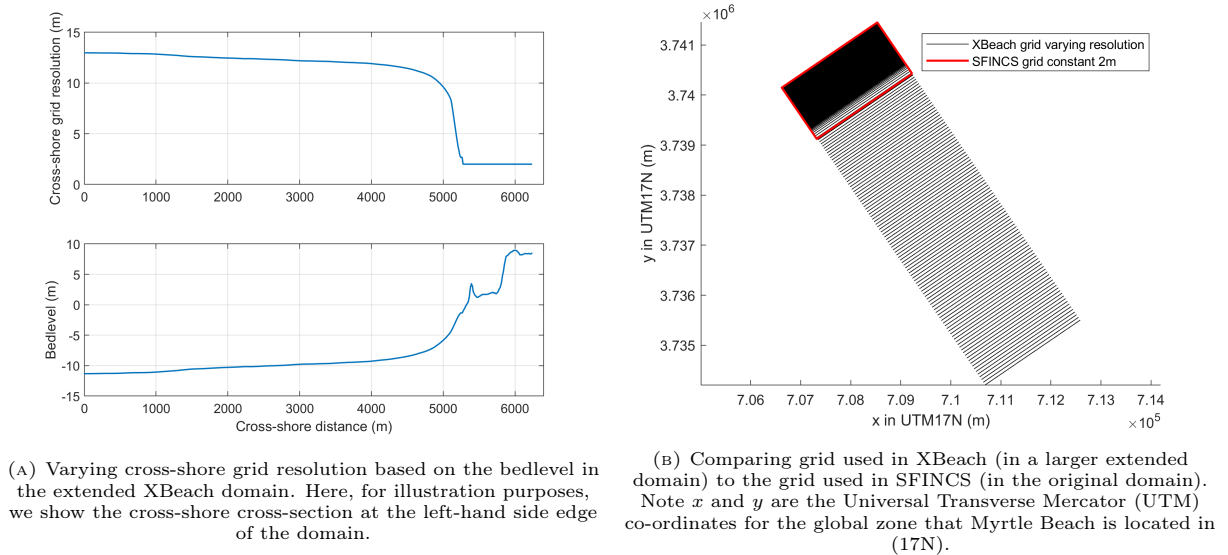 15
10
5
0
Cross-shore grid resolution (m)
0 1000 2000 3000 4000 5000 6000
10
5
0
-5
-10
-15
Bedlevel (m)
0 1000 2000 3000 4000 5000 6000
Cross-shore distance (m)
(A) Varying cross-shore grid resolution based on the bedlevel in
the extended XBeach domain. Here, for illustration purposes,
we show the cross-shore cross-section at the left-hand side edge
of the domain.
×10⁶
3.741
3.74
3.739
3.738
3.737
3.736
3.735
y in UTM17N (m)
XBeach grid varying resolution
SFINCS grid constant 2m
7.06 7.07 7.08 7.09 7.1 7.11 7.12 7.13 7.14
x in UTM17N (m)
×10⁵
(B) Comparing grid used in XBeach (in a larger extended
domain) to the grid used in SFINCS (in the original domain).
Note x and y are the Universal Transverse Mercator (UTM)
co-ordinates for the global zone that Myrtle Beach is located in
(17N).